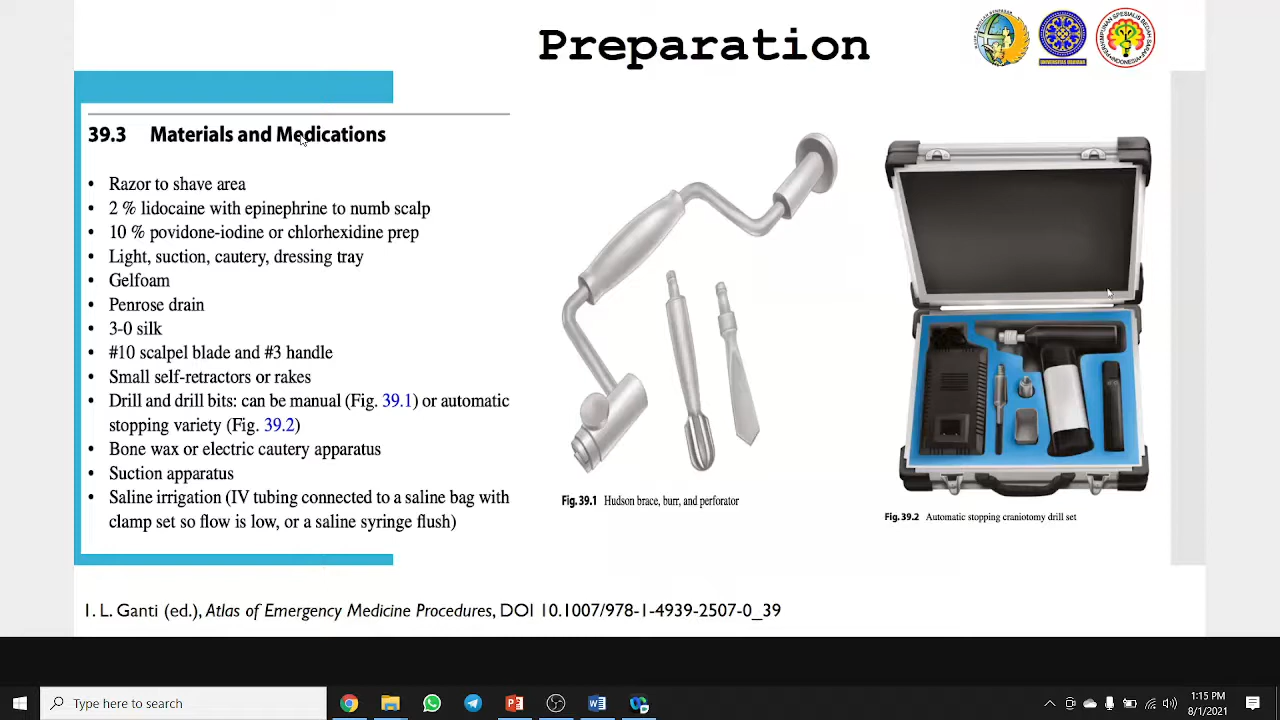 Preparation
UNIVERSITAS UDAYANA
39.3 Materials and Medications
• Razor to shave area
• 2 % lidocaine with epinephrine to numb scalp
• 10 % povidone-iodine or chlorhexidine prep
• Light, suction, cautery, dressing tray
• Gelfoam
• Penrose drain
• 3-0 silk
• #10 scalpel blade and #3 handle
• Small self-retractors or rakes
• Drill and drill bits: can be manual (Fig. 39.1) or automatic
stopping variety (Fig. 39.2)
• Bone wax or electric cautery apparatus
• Suction apparatus
• Saline irrigation (IV tubing connected to a saline bag with
clamp set so flow is low, or a saline syringe flush)
Fig. 39.1 Hudson brace, burr, and perforator
Fig. 39.2 Automatic stopping craniotomy drill set
1. L. Ganti (ed.), Atlas of Emergency Medicine Procedures, DOI 10.1007/978-1-4939-2507-0_39
Type here to search
1:15 PM
8/1/2021